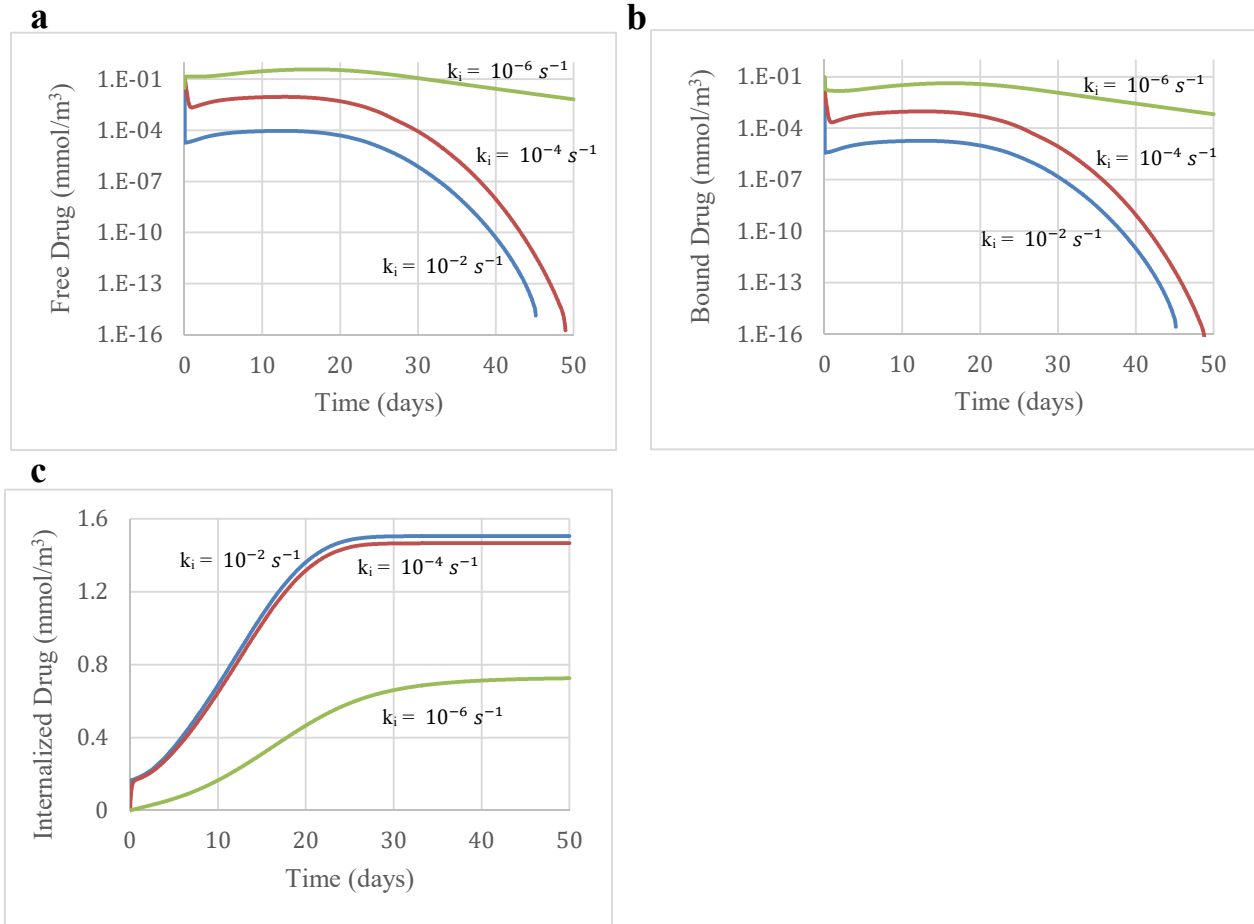 a
Free Drug (mmol/m³)
1.E-01
1.E-04
1.E-07
1.E-10
1.E-13
1.E-16
kᵢ = 10⁻⁶ s⁻¹
kᵢ = 10⁻⁴ s⁻¹
kᵢ = 10⁻² s⁻¹
0 10 20 30 40 50
Time (days)
b
Bound Drug (mmol/m³)
1.E-01
1.E-04
1.E-07
1.E-10
1.E-13
1.E-16
kᵢ = 10⁻⁶ s⁻¹
kᵢ = 10⁻⁴ s⁻¹
kᵢ = 10⁻² s⁻¹
0 10 20 30 40 50
Time (days)
c
Internalized Drug (mmol/m³)
1.6
1.2
0.8
0.4
0
kᵢ = 10⁻² s⁻¹
kᵢ = 10⁻⁴ s⁻¹
kᵢ = 10⁻⁶ s⁻¹
0 10 20 30 40 50
Time (days)